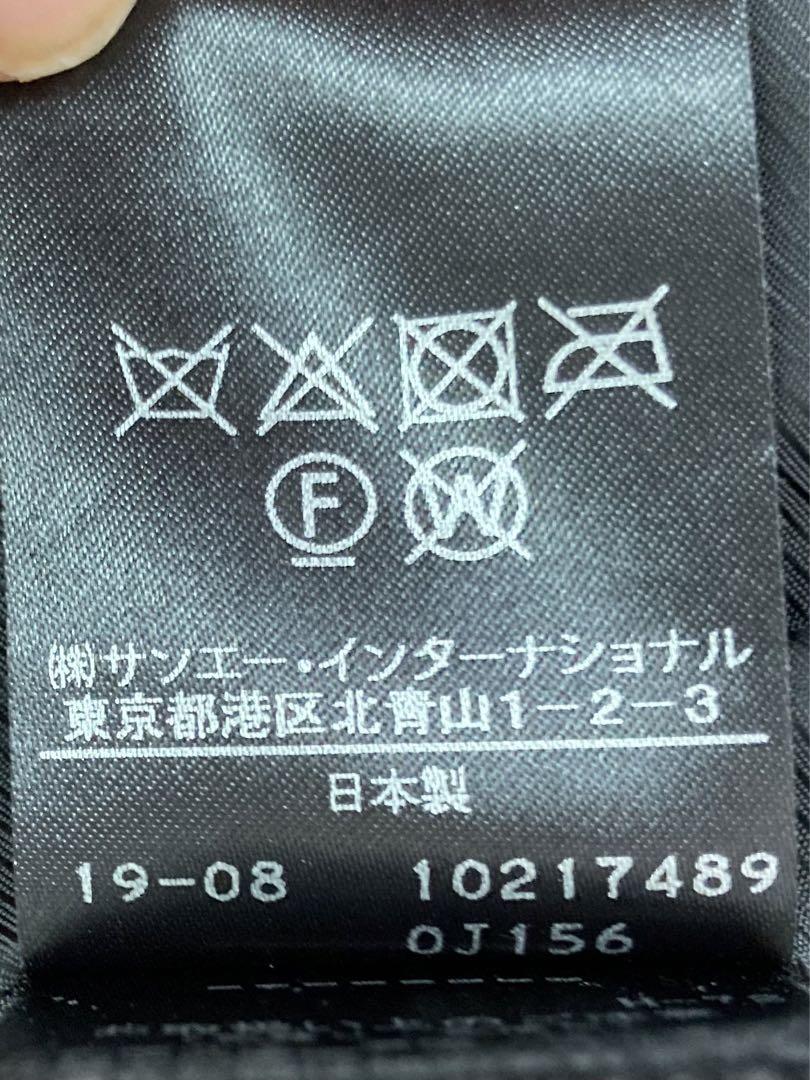 F W
(株)サンエー・インターナショナル
東京都港区北青山1-2-3
日本製
19-08 10217489
0J156